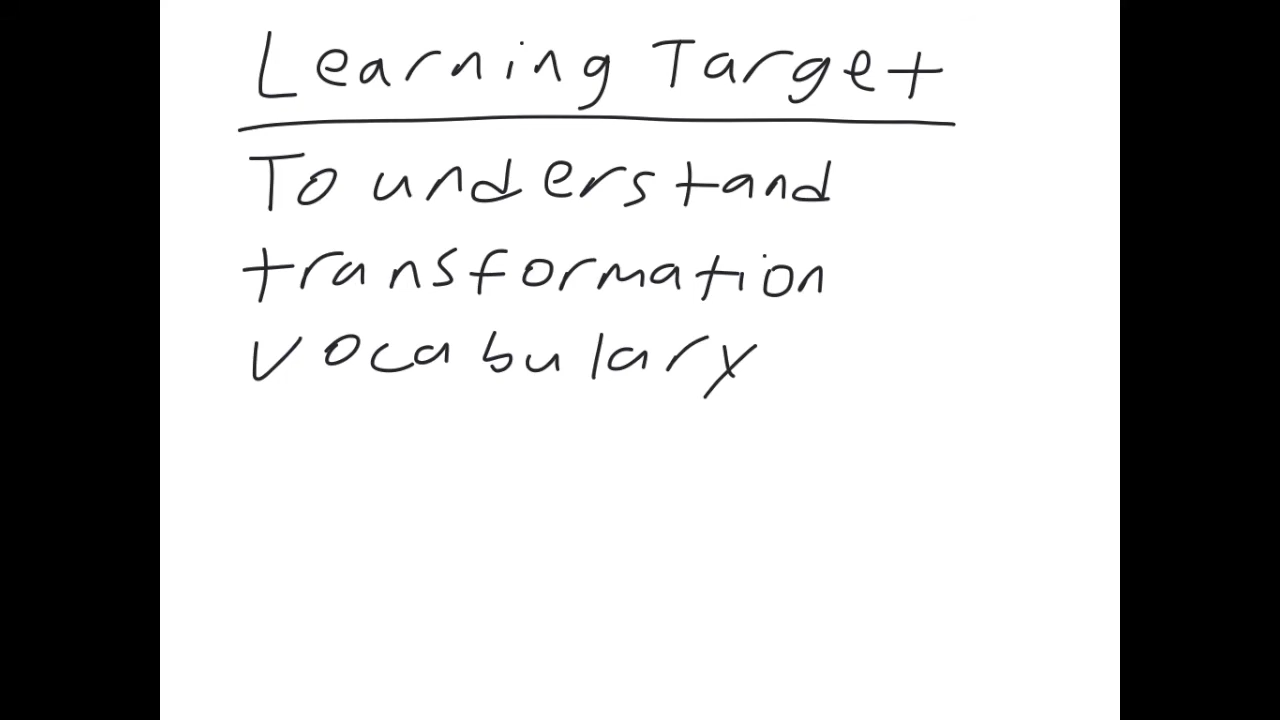 Learning Target
To understand
transformation
vocabulary